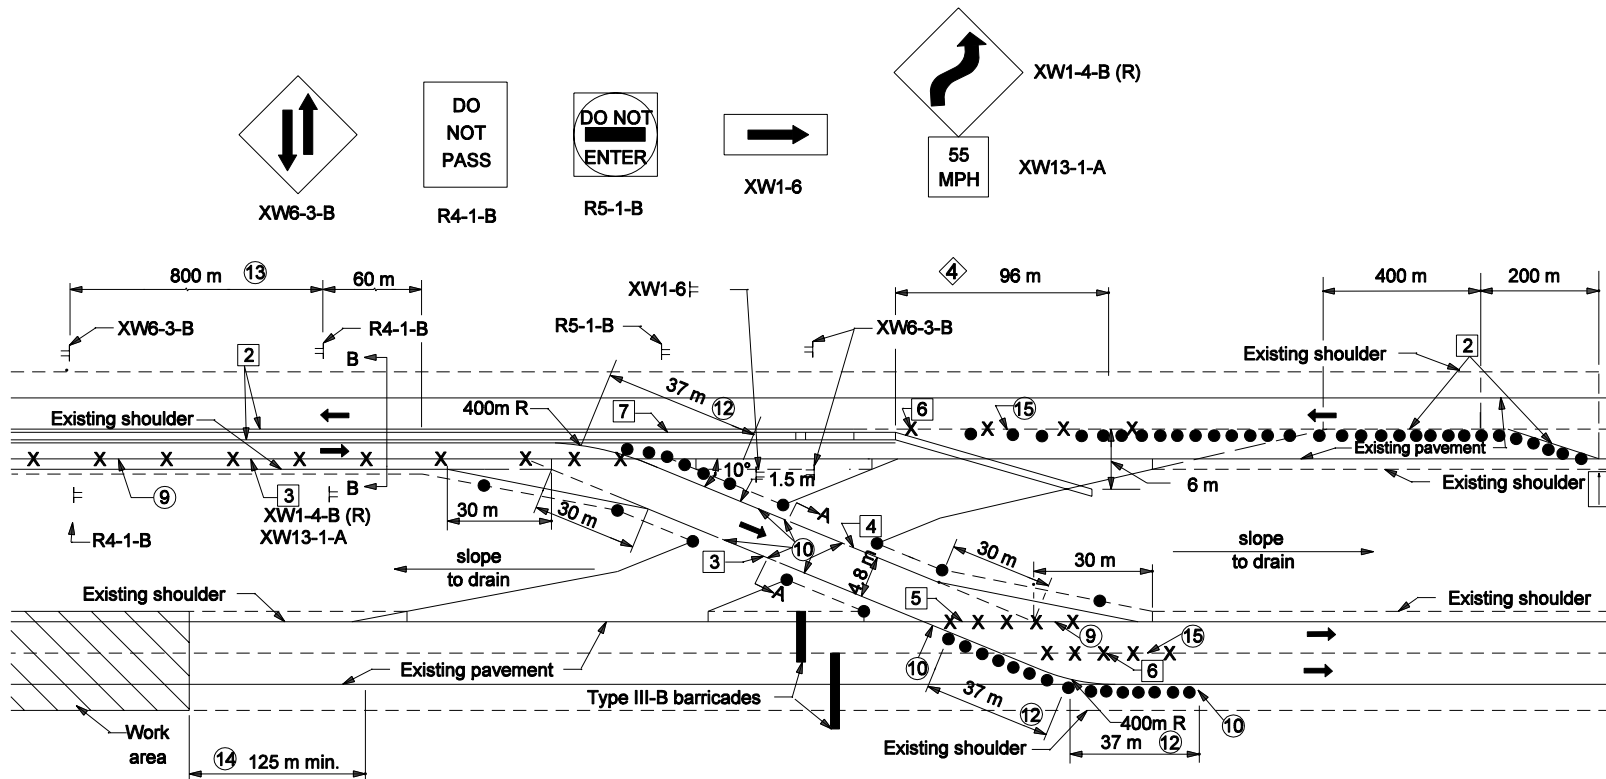 XW1-4-B (R)
DO
NOT
PASS
DO NOT
ENTER
55
MPH
XW13-1-A
XW1-6
XW6-3-B
R4-1-B
R5-1-B
800 m 13
60 m
XW1-6
4
96 m
400 m
200 m
XW6-3-B
R4-1-B
R5-1-B
XW6-3-B
2
B
Existing shoulder
2
37 m 12
Existing shoulder
400m R
7
6
15
Existing pavement
10°
1.5 m
6 m
Existing shoulder
9
3
B
XW1-4-B (R)
XW13-1-A
R4-1-B
30 m
30 m
A
4
10
3
slope
to drain
4.8 m
30 m
30 m
slope
to drain
A
Existing shoulder
5
Existing shoulder
9
15
6
10
Existing pavement
Type III-B barricades
37 m
12
400m R
10
Work
area
Existing shoulder
37 m 12
14 125 m min.
X X X X X X X X X X
X X X
X X X X X
X X X X X